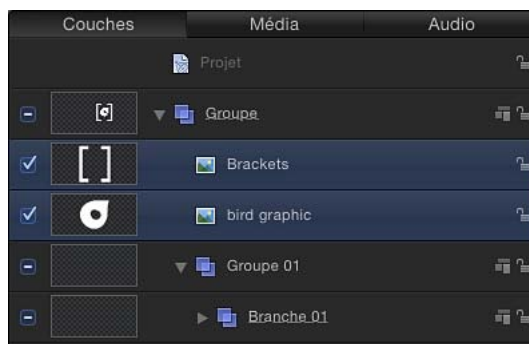 Couches Média Audio
Projet
Groupe
Brackets
bird graphic
Groupe 01
Branche 01